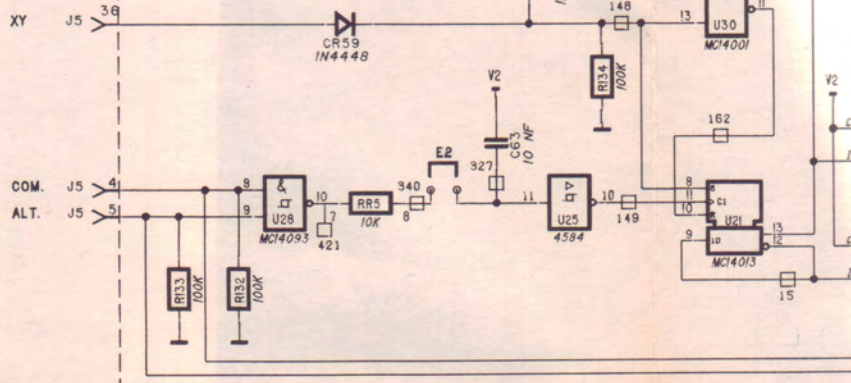 36
XY J5
CR59
1N4448
148
13
11
U30
MC14001
R134
100K
V2
C63
10 NF
162
V2
E2
327
340
COM. J5 4
8
&
10
RR5
10K
8
11
U25
4584
10
149
ALT. J5 5
9
U28
MC14093
7
421
8
11
C1
10
U21
13
12
9
1D
MC14013
15
R133
100K
R132
100K